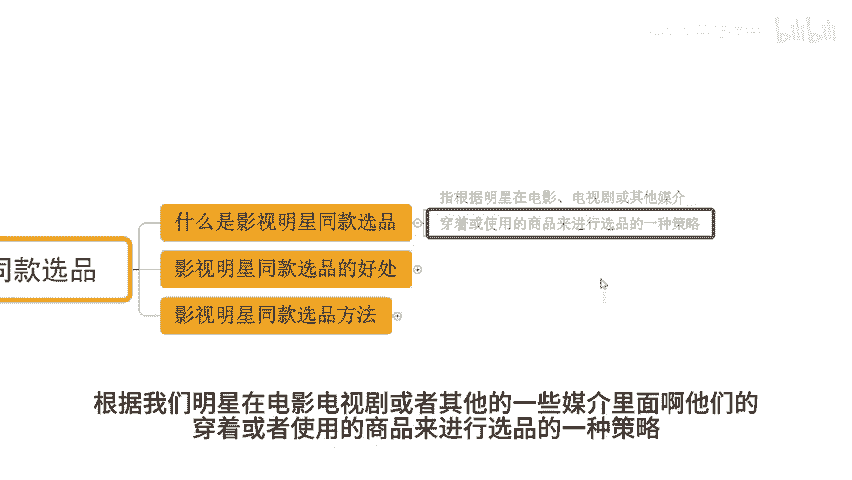 bilibili
指根据明星在电影、电视剧或其他媒介
什么是影视明星同款选品
穿着或使用的商品来进行选品的一种策略
同款选品
影视明星同款选品的好处
影视明星同款选品方法
根据我们明星在电影电视剧或者其他的一些媒介里面啊他们的
穿着或者使用的商品来进行选品的一种策略